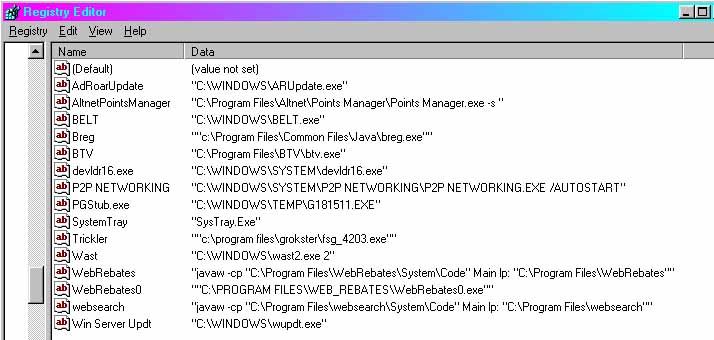 Registry Editor
Registry Edit View Help
Name Data
ab (Default) (value not set)
ab AdRoarUpdate "C:\WINDOWS\ARUpdate.exe"
ab AltnetPointsManager "C:\Program Files\Altnet\Points Manager\Points Manager.exe -s "
ab BELT "C:\WINDOWS\BELT.exe"
ab Breg ""c:\Program Files\Common Files\Java\breg.exe""
ab BTV "C:\Program Files\BTV\btv.exe"
ab devldr16.exe "C:\WINDOWS\SYSTEM\devldr16.exe"
ab P2P NETWORKING "C:\WINDOWS\SYSTEM\P2P NETWORKING\P2P NETWORKING.EXE /AUTOSTART"
ab PGStub.exe "C:\WINDOWS\TEMP\G181511.EXE"
ab SystemTray "SysTray.Exe"
ab Trickler ""c:\program files\grokster\fsg_4203.exe""
ab Wast "C:\WINDOWS\wast2.exe 2"
ab WebRebates "javaw -cp "C:\Program Files\WebRebates\System\Code" Main lp: "C:\Program Files\WebRebates""
ab WebRebates0 ""C:\PROGRAM FILES\WEB_REBATES\WebRebates0.exe""
ab websearch "javaw -cp "C:\Program Files\websearch\System\Code" Main lp: "C:\Program Files\websearch""
ab Win Server Updt "C:\WINDOWS\wupdt.exe"